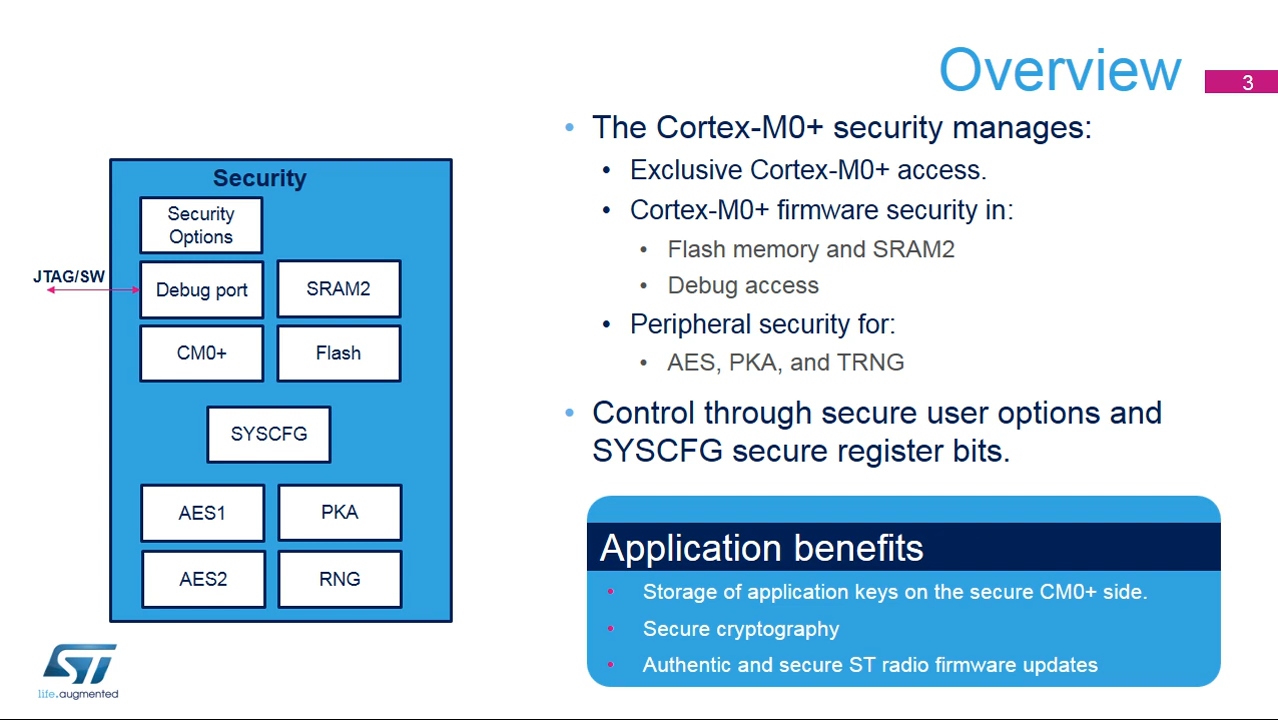 Overview
3
Security
Security
Options
JTAG/SW
Debug port
SRAM2
CM0+
Flash
SYSCFG
AES1
PKA
AES2
RNG
• The Cortex-M0+ security manages:
• Exclusive Cortex-M0+ access.
• Cortex-M0+ firmware security in:
• Flash memory and SRAM2
• Debug access
• Peripheral security for:
• AES, PKA, and TRNG
• Control through secure user options and
SYSCFG secure register bits.
Application benefits
• Storage of application keys on the secure CM0+ side.
• Secure cryptography
• Authentic and secure ST radio firmware updates
ST
life.augmented